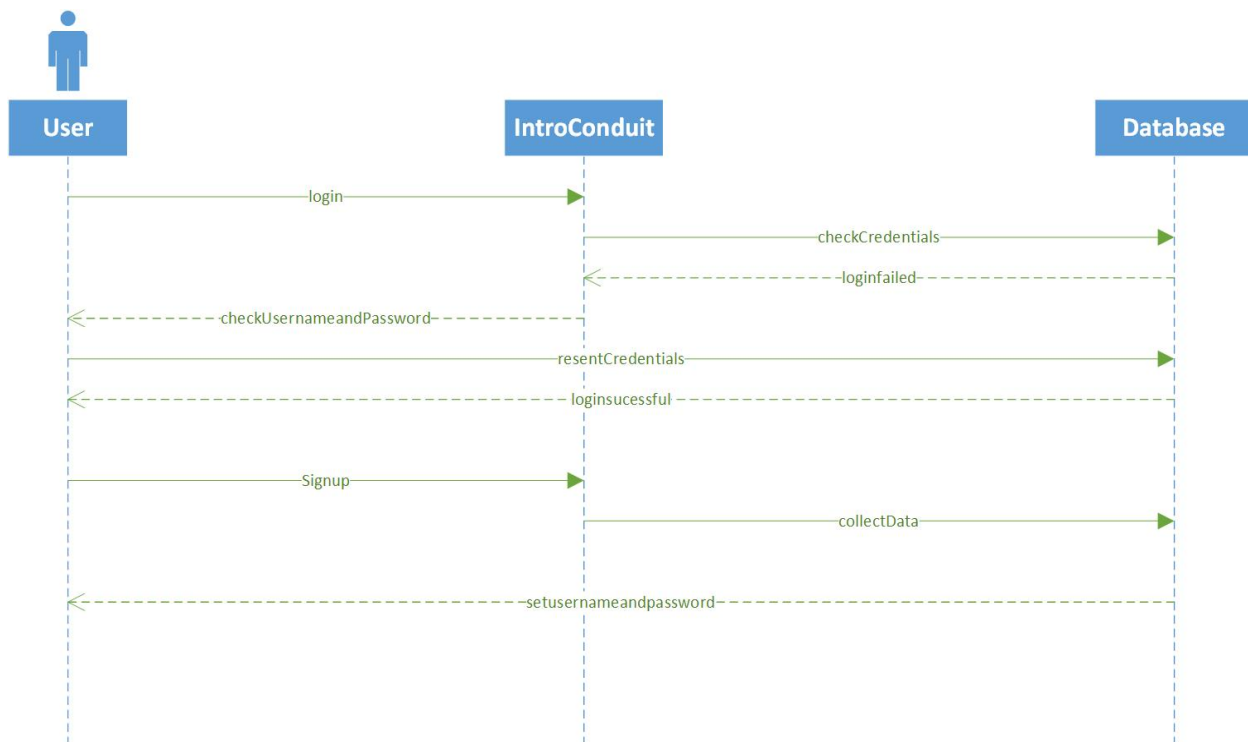 User
IntroConduit
Database
login
checkCredentials
loginfailed
checkUsernameandPassword
resentCredentials
loginsucessful
Signup
collectData
setusernameandpassword